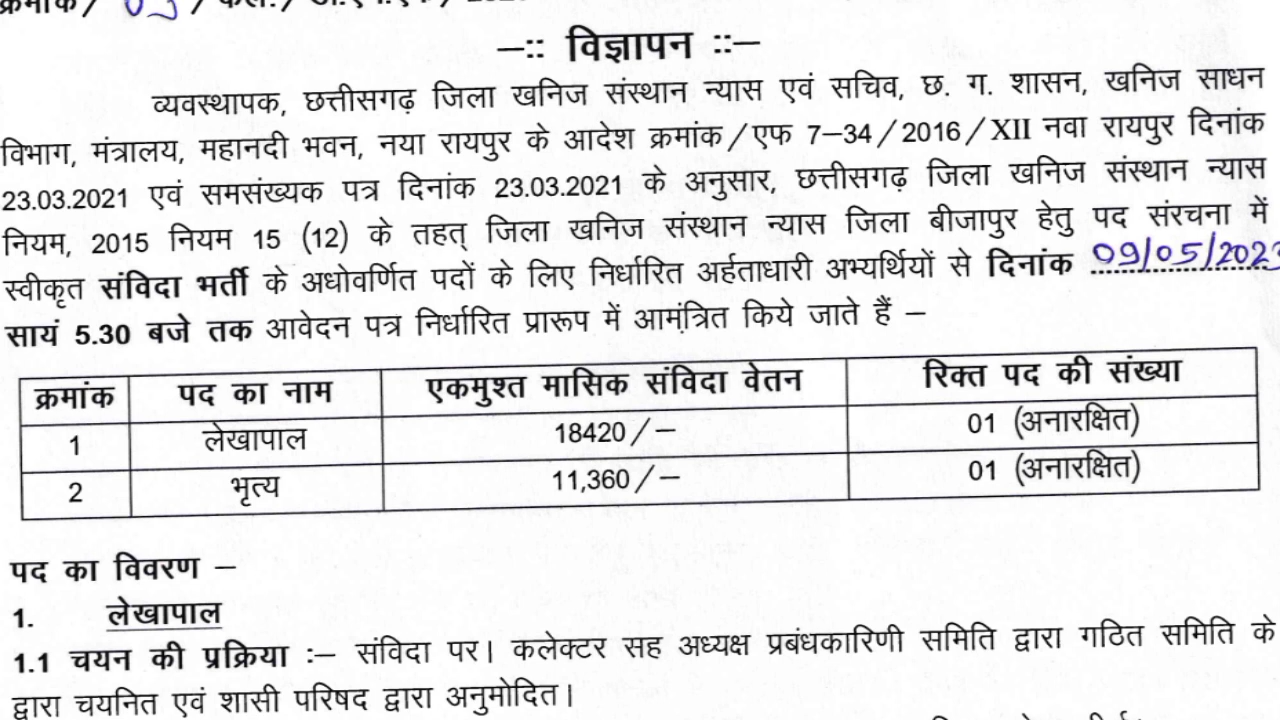 क्रमांक /
—:: विज्ञापन ::—
व्यवस्थापक, छत्तीसगढ़ जिला खनिज संस्थान न्यास एवं सचिव, छ. ग. शासन, खनिज साधन
विभाग, मंत्रालय, महानदी भवन, नया रायपुर के आदेश क्रमांक/एफ 7—34/2016/XII नवा रायपुर दिनांक
23.03.2021 एवं समसंख्यक पत्र दिनांक 23.03.2021 के अनुसार, छत्तीसगढ़ जिला खनिज संस्थान न्यास
नियम, 2015 नियम 15 (12) के तहत् जिला खनिज संस्थान न्यास जिला बीजापुर हेतु पद संरचना में
स्वीकृत संविदा भर्ती के अधोवर्णित पदों के लिए निर्धारित अर्हताधारी अभ्यर्थियों से दिनांक 09/05/2023
सायं 5.30 बजे तक आवेदन पत्र निर्धारित प्रारूप में आमंत्रित किये जाते हैं —
क्रमांक पद का नाम एकमुश्त मासिक संविदा वेतन रिक्त पद की संख्या
1 लेखापाल 18420/— 01 (अनारक्षित)
2 भृत्य 11,360/— 01 (अनारक्षित)
पद का विवरण —
1. लेखापाल
1.1 चयन की प्रक्रिया :— संविदा पर। कलेक्टर सह अध्यक्ष प्रबंधकारिणी समिति द्वारा गठित समिति के
द्वारा चयनित एवं शासी परिषद द्वारा अनुमोदित।